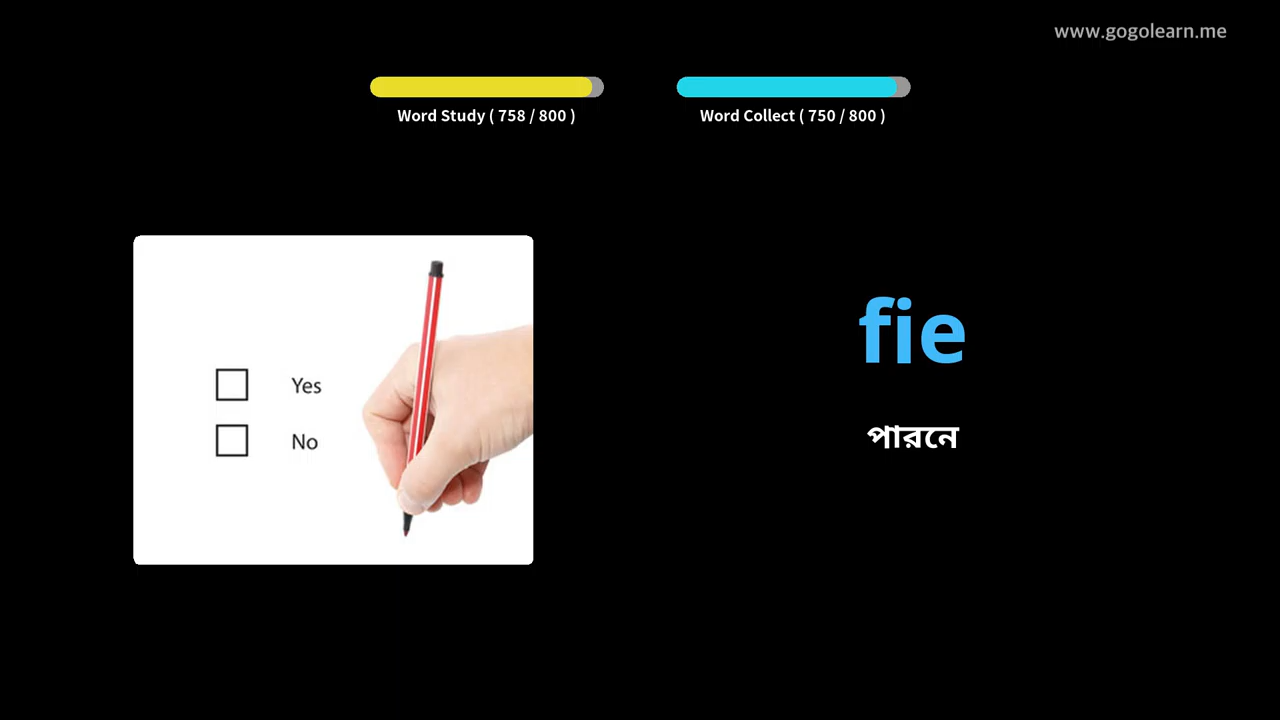 www.gogolearn.me
Word Study ( 758 / 800 )
Word Collect ( 750 / 800 )
Yes
No
fie
পারনে